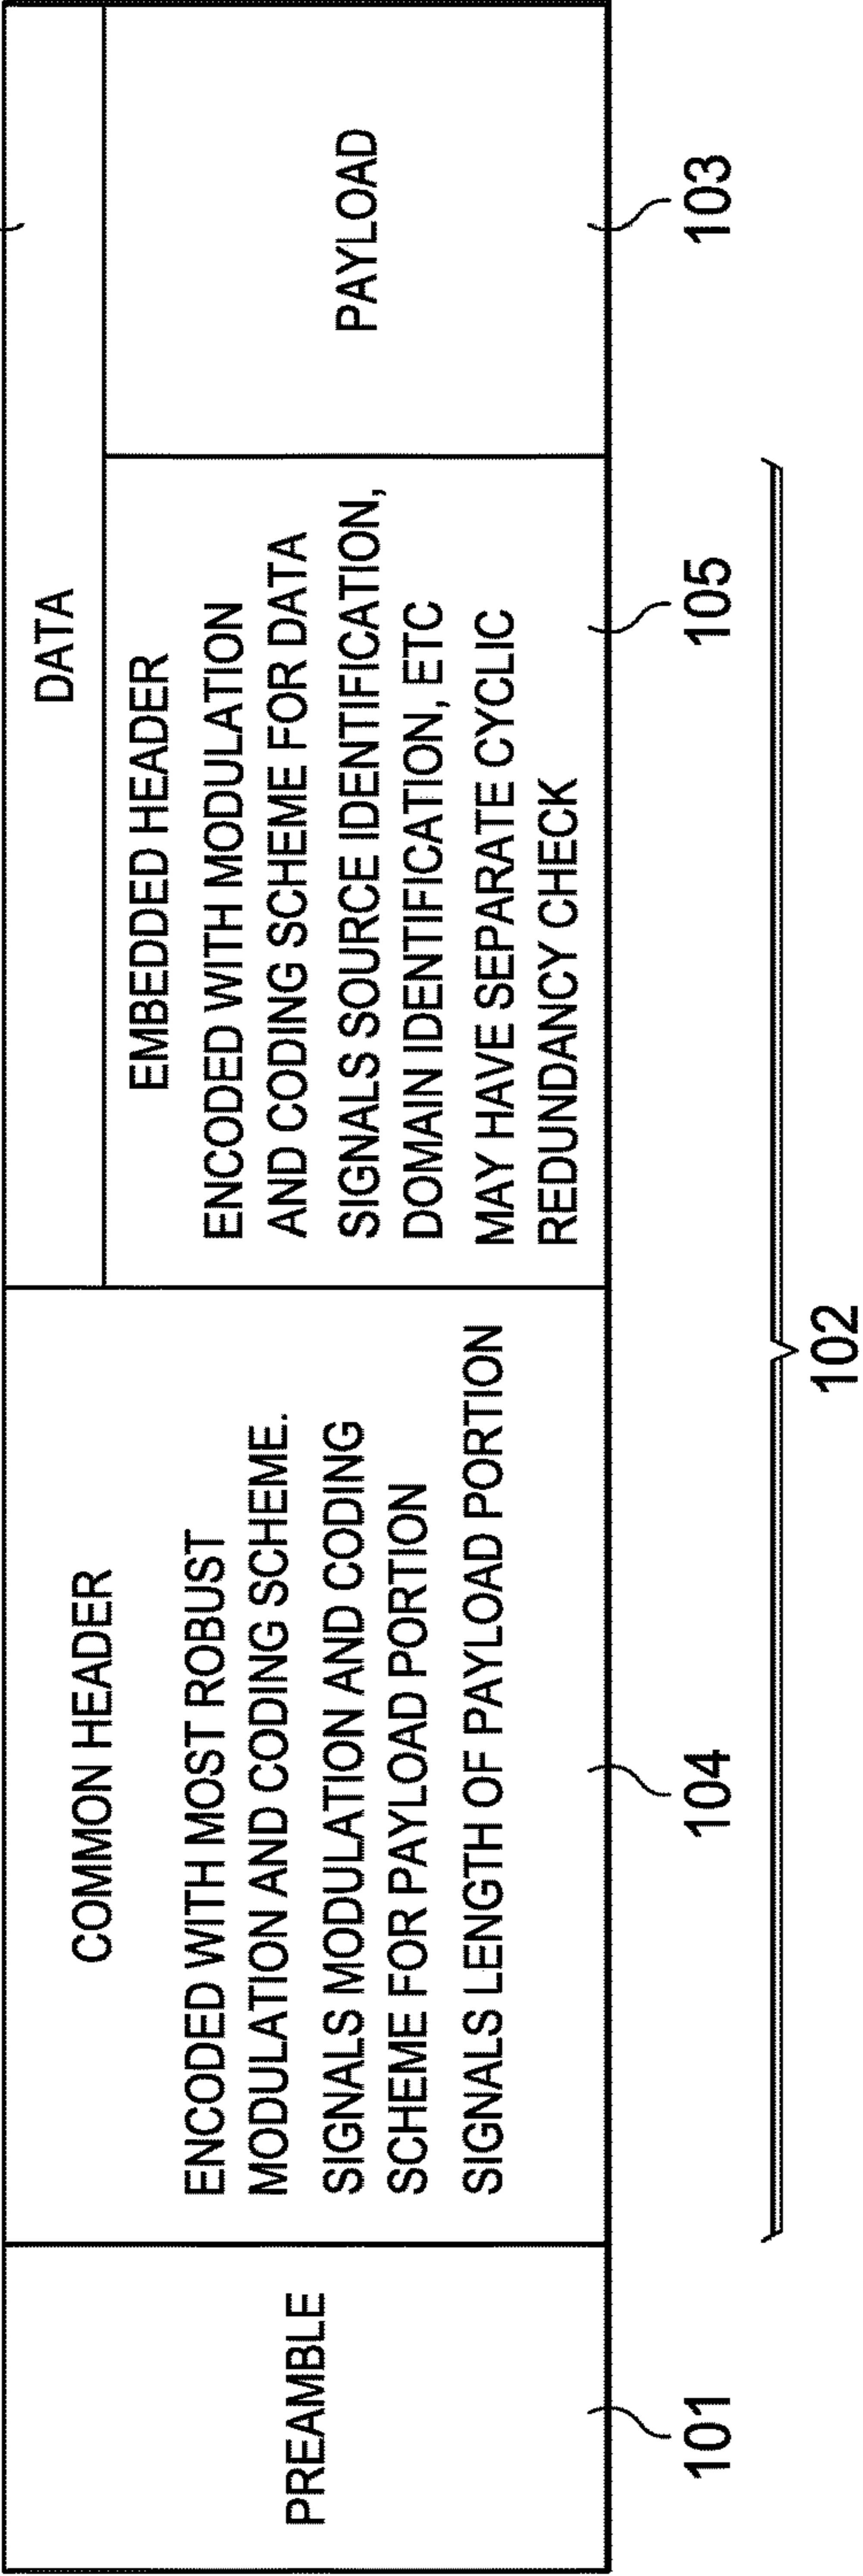 PREAMBLE
COMMON HEADER
ENCODED WITH MOST ROBUST
MODULATION AND CODING SCHEME.
SIGNALS MODULATION AND CODING
SCHEME FOR PAYLOAD PORTION
SIGNALS LENGTH OF PAYLOAD PORTION
DATA
EMBEDDED HEADER
ENCODED WITH MODULATION
AND CODING SCHEME FOR DATA
SIGNALS SOURCE IDENTIFICATION,
DOMAIN IDENTIFICATION, ETC
MAY HAVE SEPARATE CYCLIC
REDUNDANCY CHECK
PAYLOAD
101
104
105
103
102